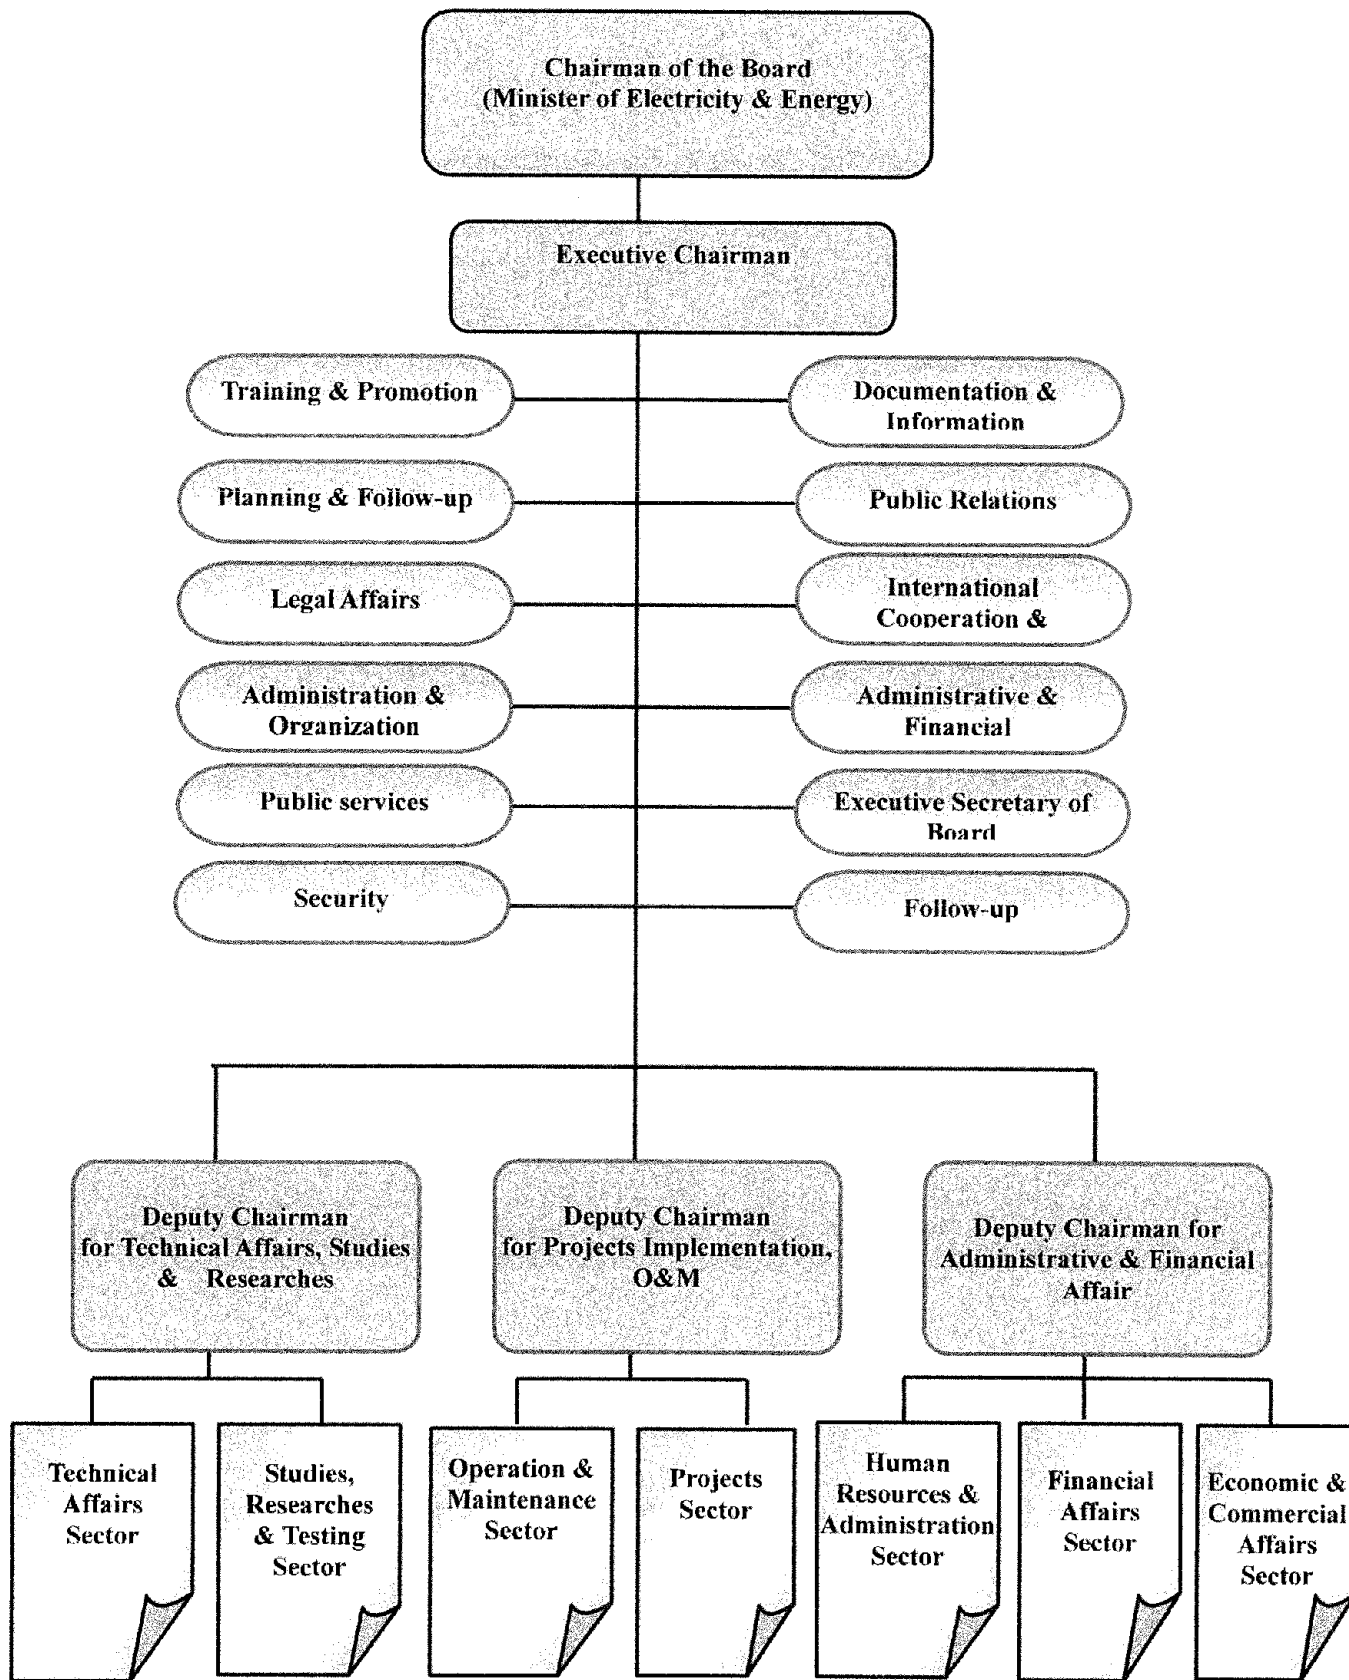 Chairman of the Board
(Minister of Electricity & Energy)
Executive Chairman
Training & Promotion
Documentation &
Information
Planning & Follow-up
Public Relations
Legal Affairs
International
Cooperation &
Administration &
Organization
Administrative &
Financial
Public services
Executive Secretary of
Board
Security
Follow-up
Deputy Chairman
for Technical Affairs, Studies
& Researches
Deputy Chairman
for Projects Implementation,
O&M
Deputy Chairman for
Administrative & Financial
Affair
Technical
Affairs
Sector
Studies,
Researches
& Testing
Sector
Operation &
Maintenance
Sector
Projects
Sector
Human
Resources &
Administration
Sector
Financial
Affairs
Sector
Economic &
Commercial
Affairs
Sector